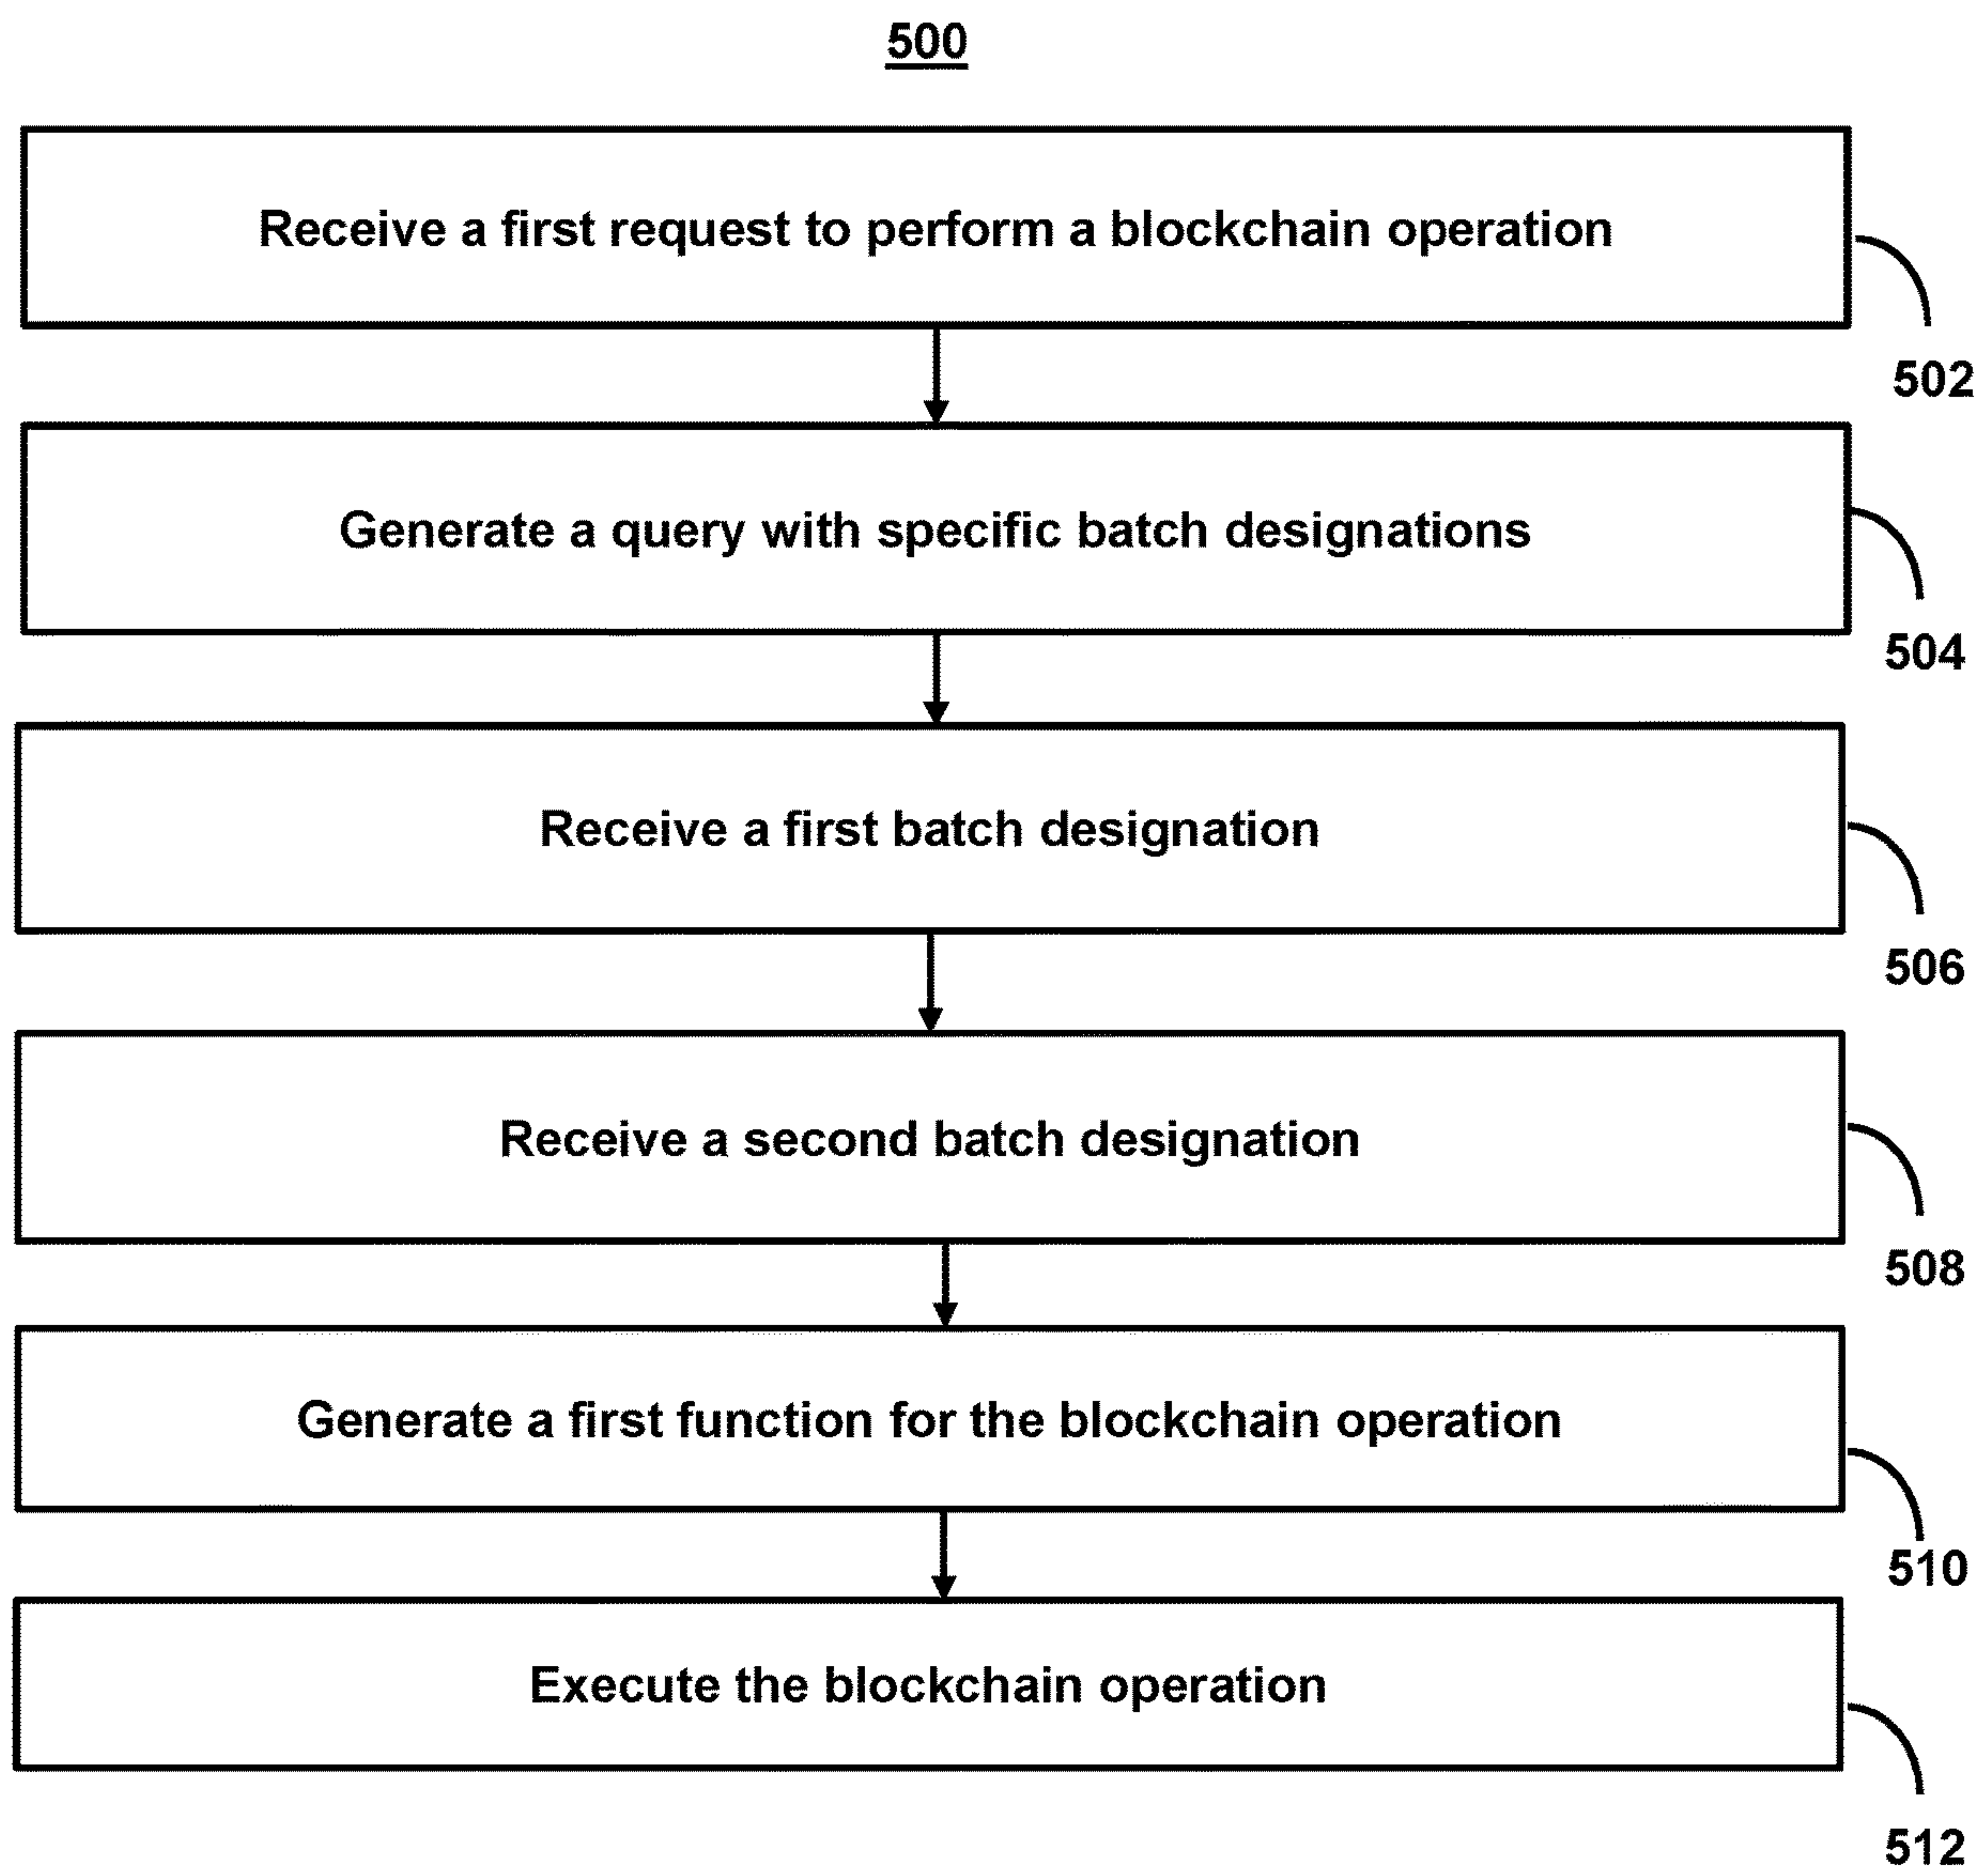 500
Receive a first request to perform a blockchain operation
502
Generate a query with specific batch designations
504
Receive a first batch designation
506
Receive a second batch designation
508
Generate a first function for the blockchain operation
510
Execute the blockchain operation
512